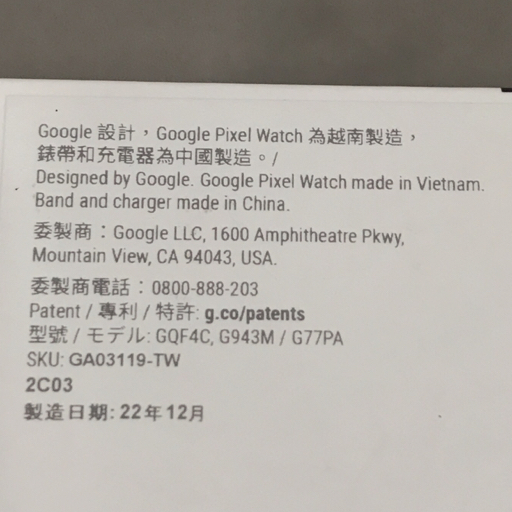 Google 設計，Google Pixel Watch 為越南製造，
錶帶和充電器為中國製造。/
Designed by Google. Google Pixel Watch made in Vietnam.
Band and charger made in China.
委製商：Google LLC, 1600 Amphitheatre Pkwy,
Mountain View, CA 94043, USA.
委製商電話：0800-888-203
Patent / 專利 / 特許: g.co/patents
型號 / モデル: GQF4C, G943M / G77PA
SKU: GA03119-TW
2C03
製造日期: 22年12月